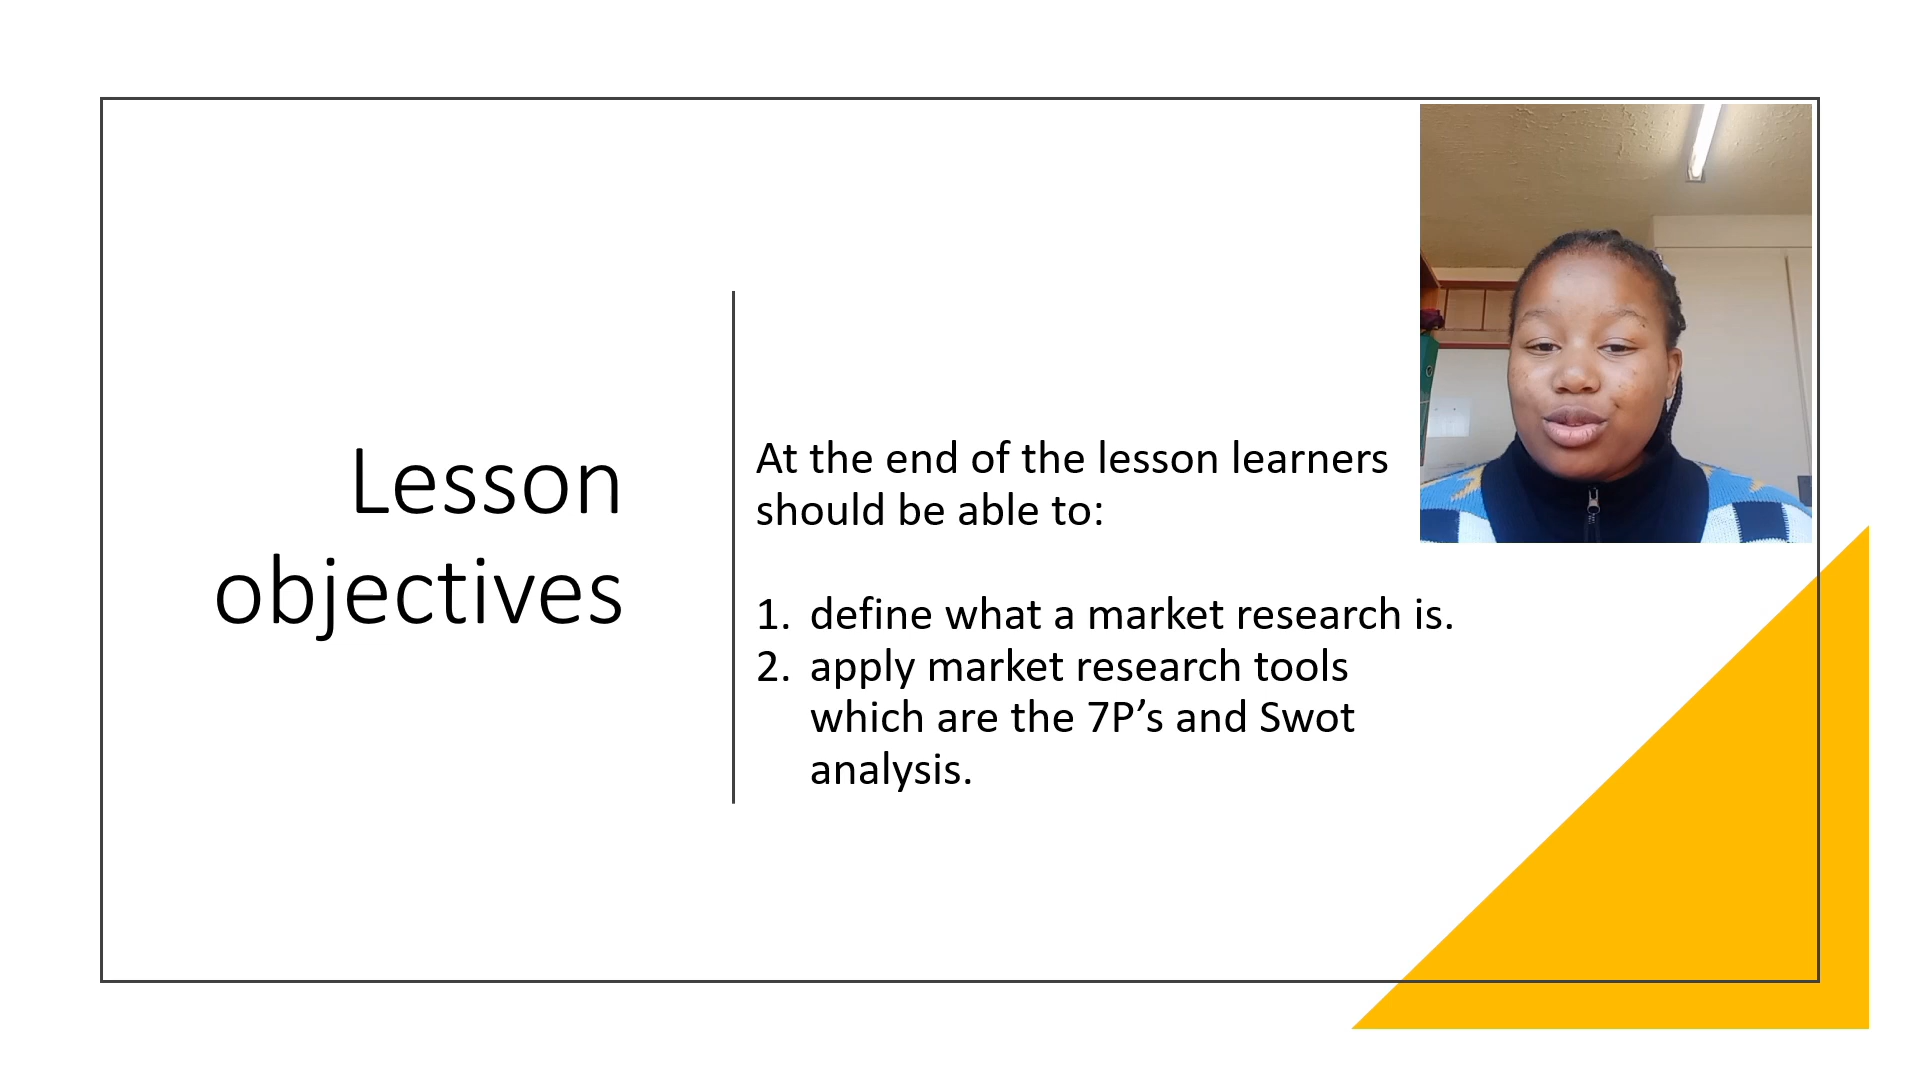 Lesson
objectives
At the end of the lesson learners
should be able to:
1. define what a market research is.
2. apply market research tools
which are the 7P’s and Swot
analysis.